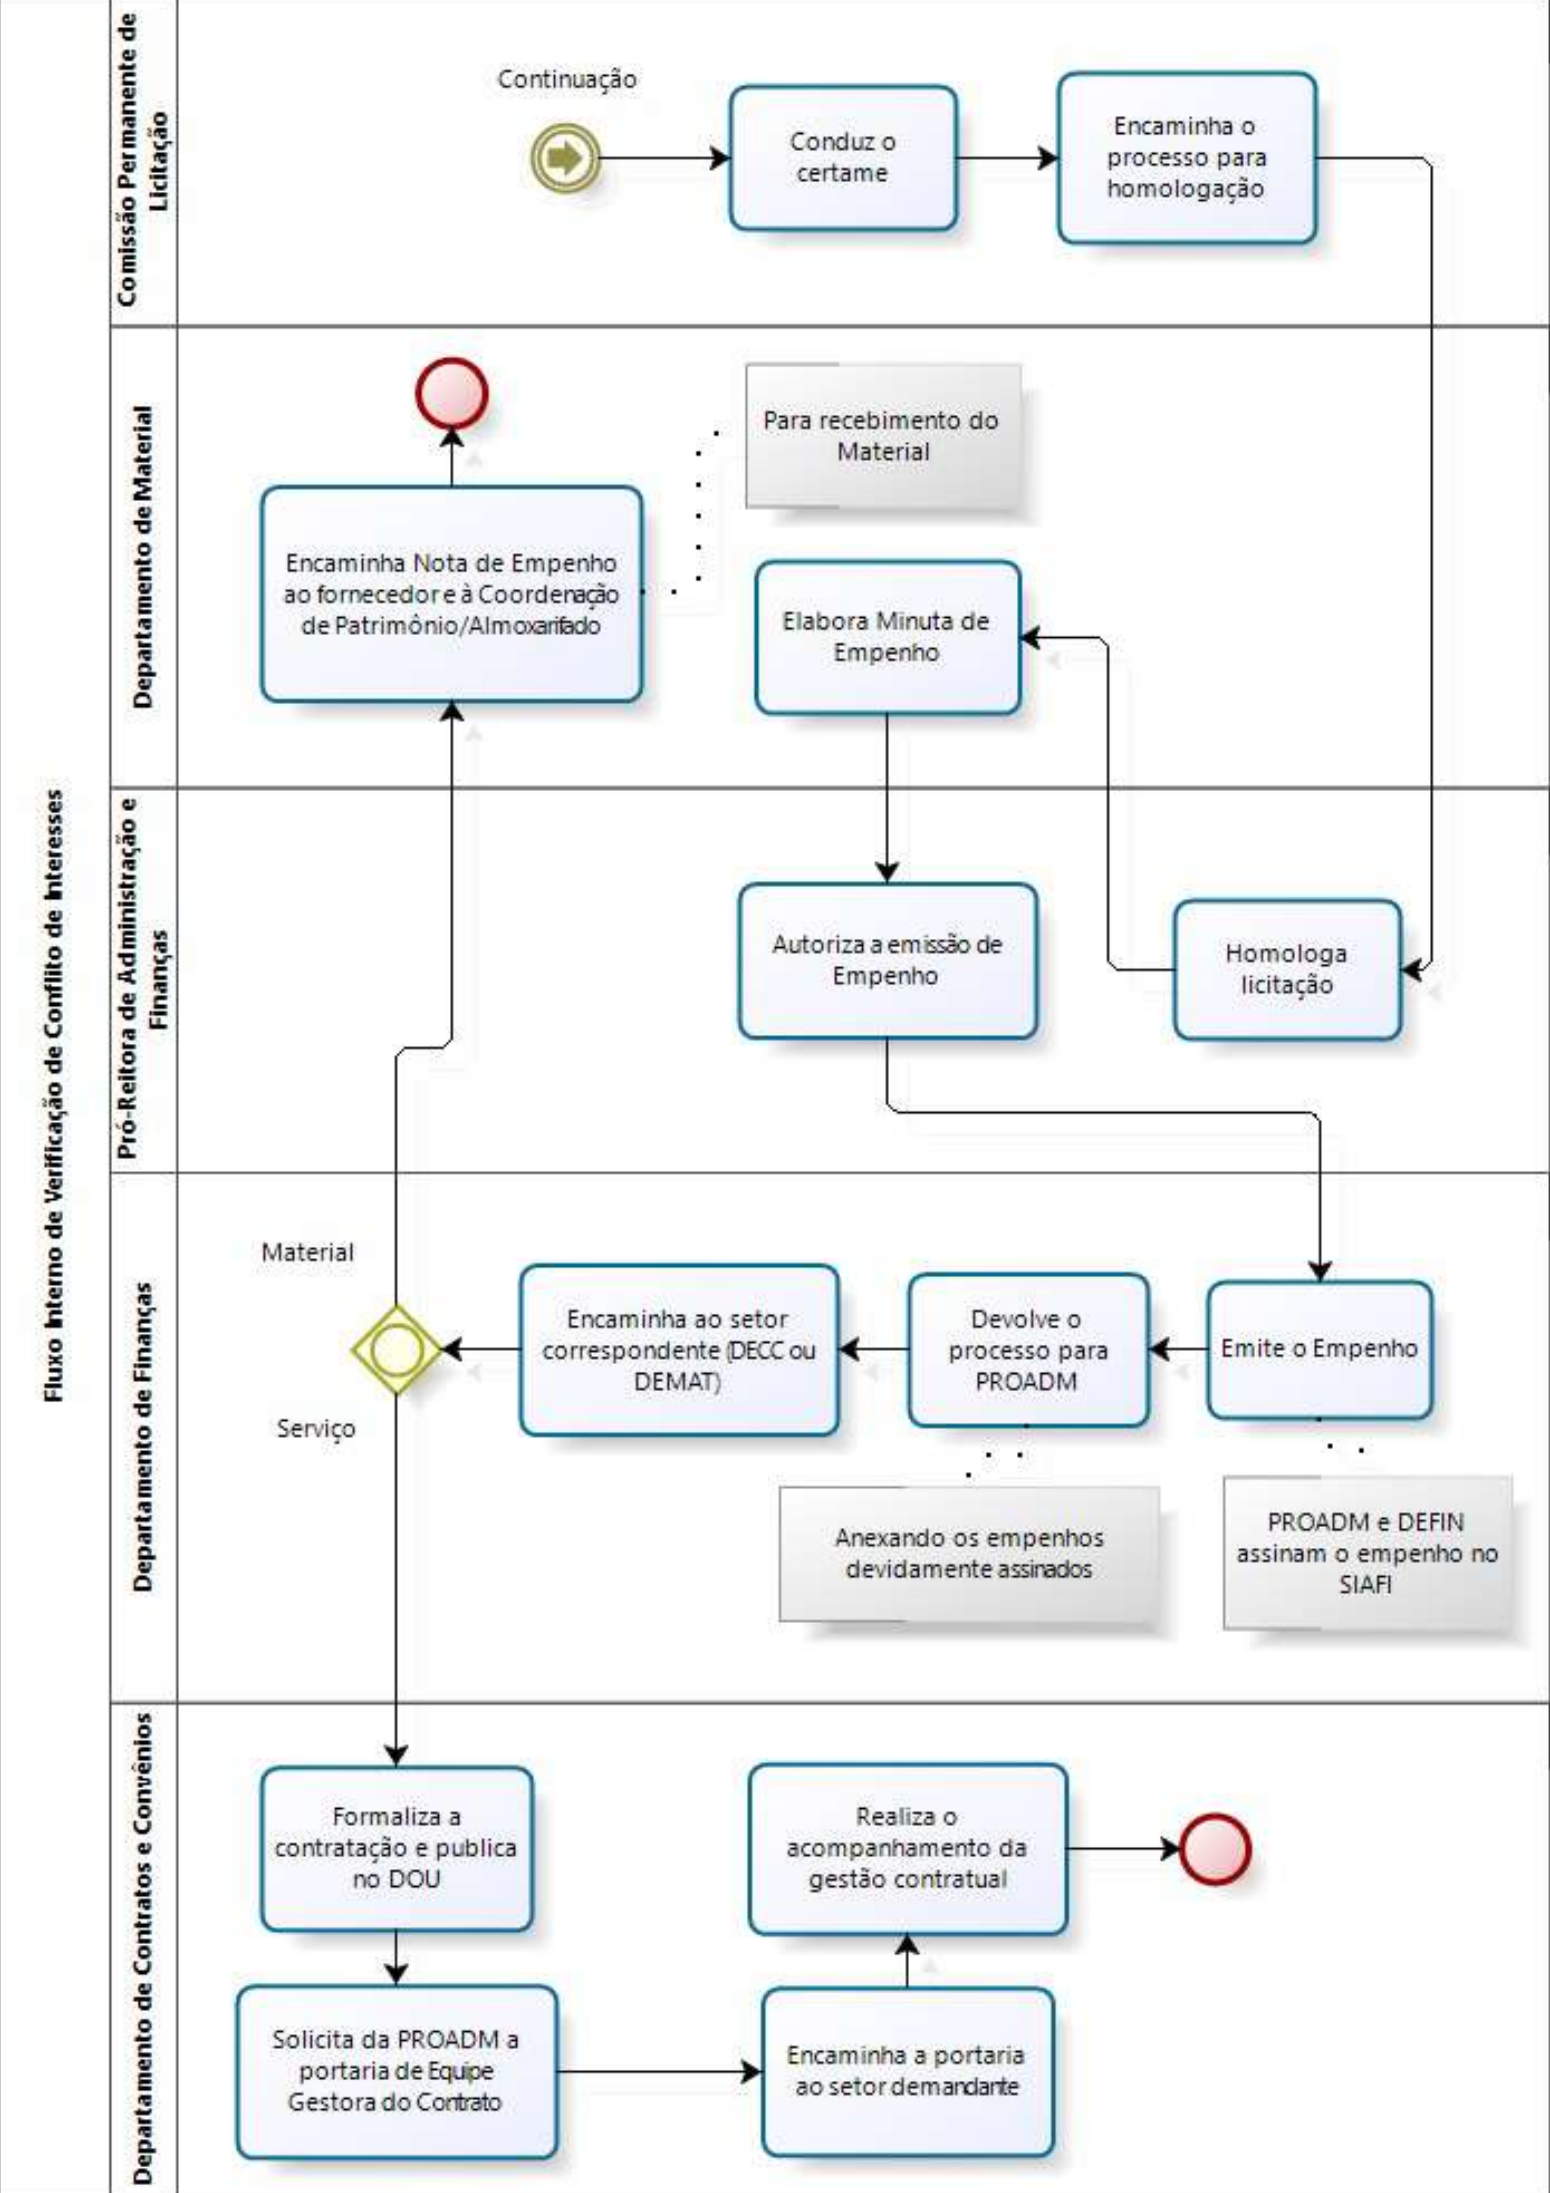 Fluxo Interno de Verificação de Conflito de Interesses
Comissão Permanente de
Licitação
Continuação
Conduz o
certame
Encaminha o
processo para
homologação
Departamento de Material
Para recebimento do
Material
Encaminha Nota de Empenho
ao fornecedor e à Coordenação
de Patrimônio/Almoxarifado
Elabora Minuta de
Empenho
Pró-Reitora de Administração e
Finanças
Autoriza a emissão de
Empenho
Homologa
licitação
Departamento de Finanças
Material
Serviço
Encaminha ao setor
correspondente (DECC ou
DEMAT)
Devolve o
processo para
PROADM
Emite o Empenho
Anexando os empenhos
devidamente assinados
PROADM e DEFIN
assinam o empenho no
SIAFI
Departamento de Contratos e Convênios
Formaliza a
contratação e publica
no DOU
Realiza o
acompanhamento da
gestão contratual
Solicita da PROADM a
portaria de Equipe
Gestora do Contrato
Encaminha a portaria
ao setor demandante